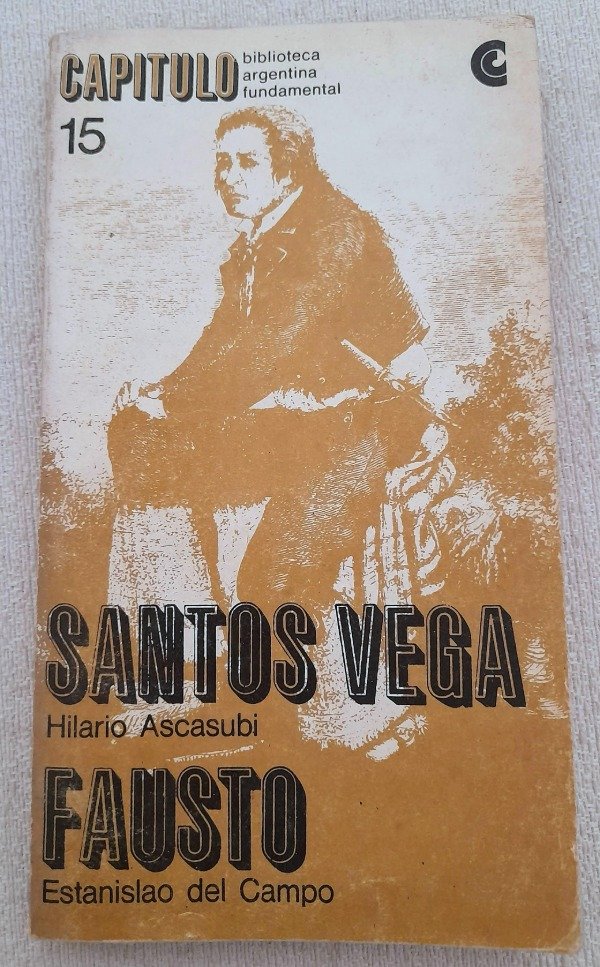 CAPITULO
biblioteca
argentina
fundamental
15
SANTOS VEGA
Hilario Ascasubi
FAUSTO
Estanislao del Campo